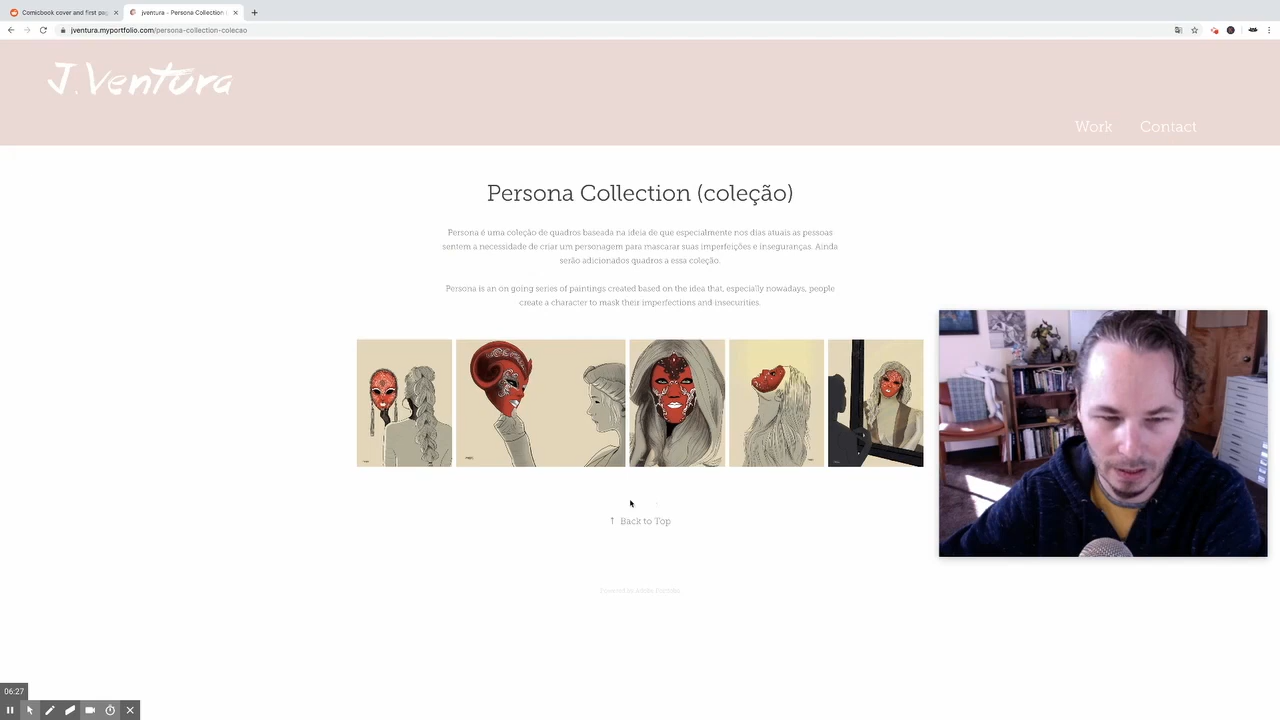 Comicbook cover and first pag
jventura - Persona Collection (
jventura.myportfolio.com/persona-collection-colecao
J.Ventura
Work Contact
Persona Collection (coleção)
Persona é uma coleção de quadros baseada na ideia de que especialmente nos dias atuais as pessoas
sentem a necessidade de criar um personagem para mascarar suas imperfeições e inseguranças. Ainda
serão adicionados quadros a essa coleção.
Persona is an on going series of paintings created based on the idea that, especially nowadays, people
create a character to mask their imperfections and insecurities.
↑ Back to Top
Powered by Adobe Portfolio
06:27